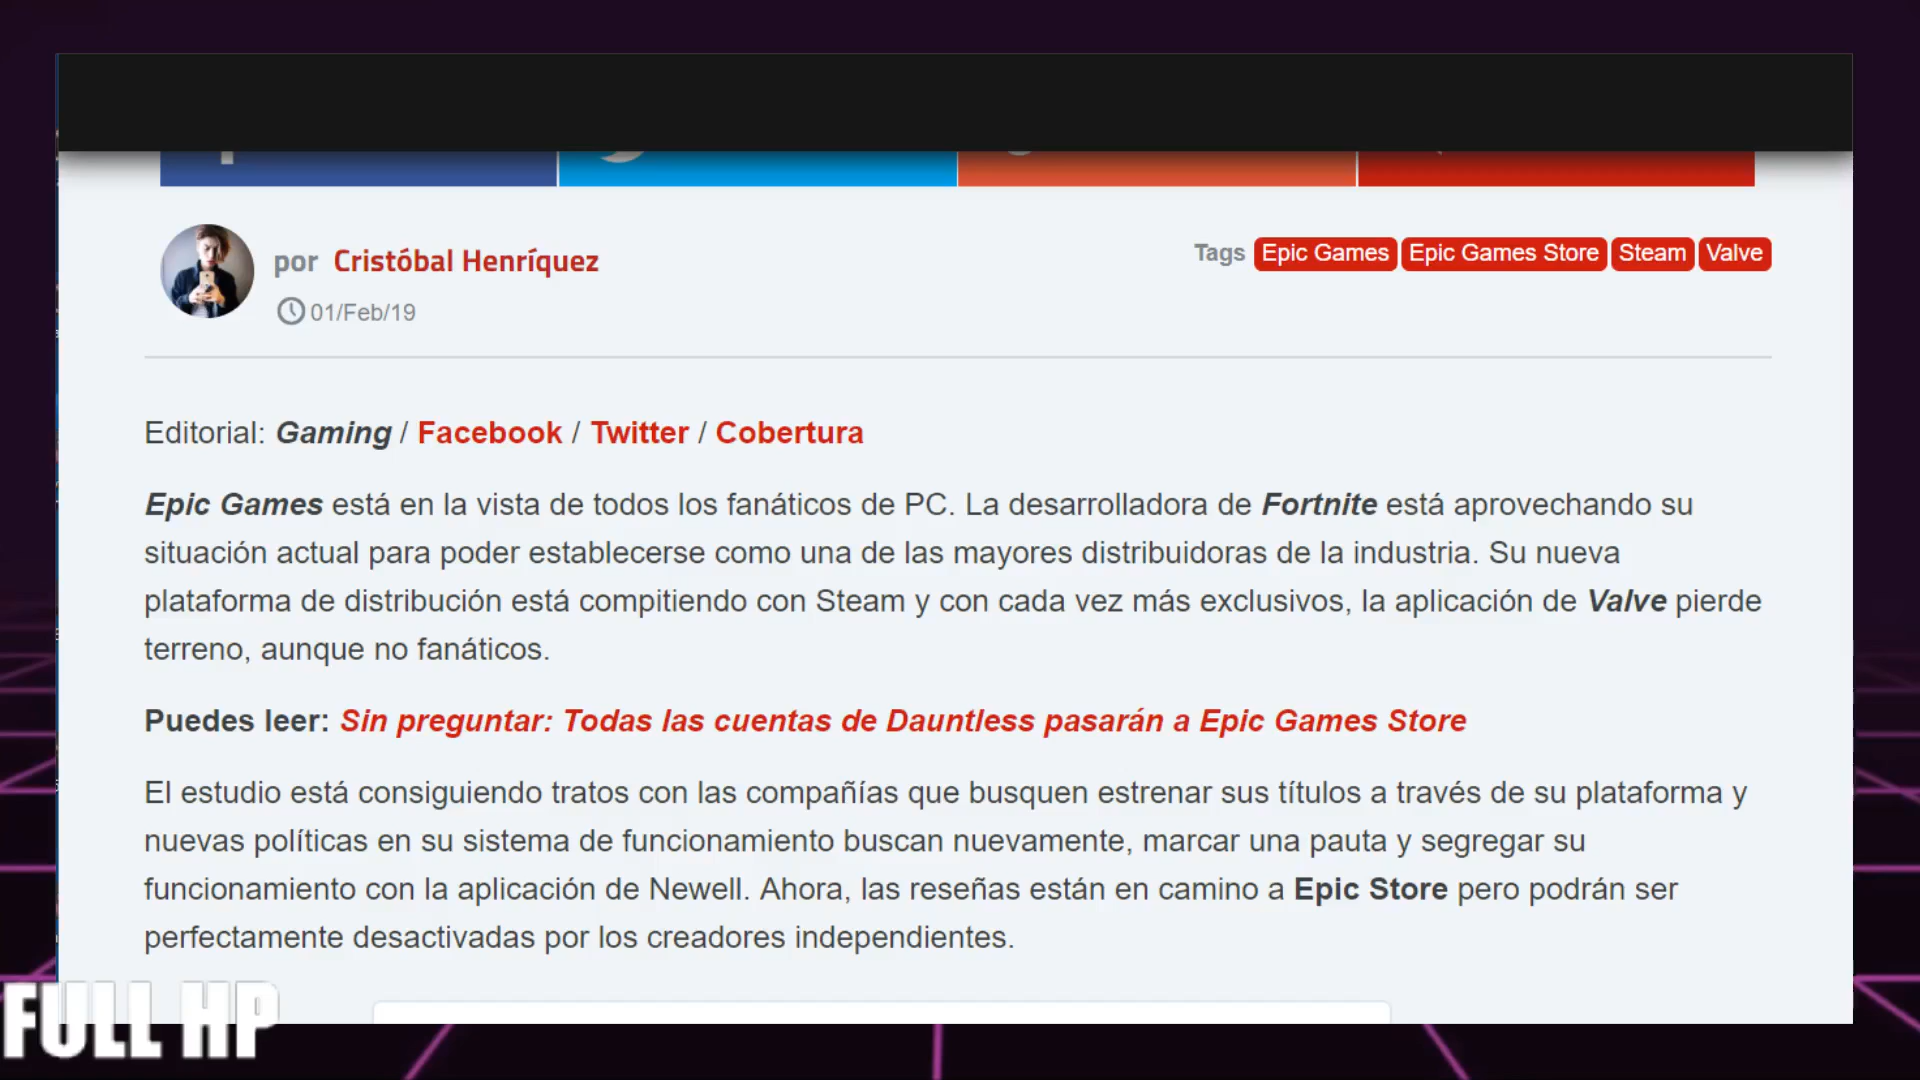 por Cristóbal Henríquez
01/Feb/19
Tags Epic Games Epic Games Store Steam Valve
Editorial: Gaming / Facebook / Twitter / Cobertura
Epic Games está en la vista de todos los fanáticos de PC. La desarrolladora de Fortnite está aprovechando su
situación actual para poder establecerse como una de las mayores distribuidoras de la industria. Su nueva
plataforma de distribución está compitiendo con Steam y con cada vez más exclusivos, la aplicación de Valve pierde
terreno, aunque no fanáticos.
Puedes leer: Sin preguntar: Todas las cuentas de Dauntless pasarán a Epic Games Store
El estudio está consiguiendo tratos con las compañías que busquen estrenar sus títulos a través de su plataforma y
nuevas políticas en su sistema de funcionamiento buscan nuevamente, marcar una pauta y segregar su
funcionamiento con la aplicación de Newell. Ahora, las reseñas están en camino a Epic Store pero podrán ser
perfectamente desactivadas por los creadores independientes.
FULL HP